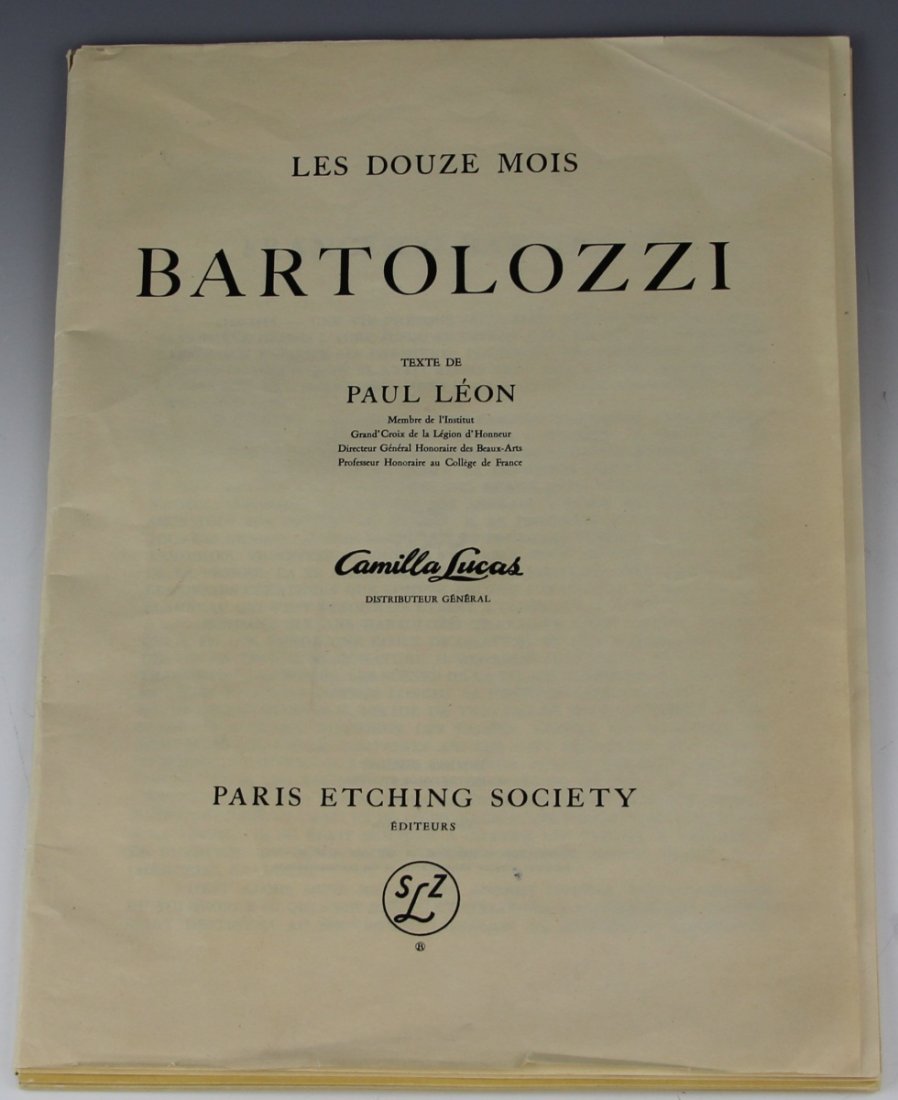 LES DOUZE MOIS
BARTOLOZZI
TEXTE DE
PAUL LÉON
Membre de l'Institut
Grand'Croix de la Légion d'Honneur
Directeur Général Honoraire des Beaux-Arts
Professeur Honoraire au Collège de France
Camilla Lucas
DISTRIBUTEUR GÉNÉRAL
PARIS ETCHING SOCIETY
ÉDITEURS
SLZ
®